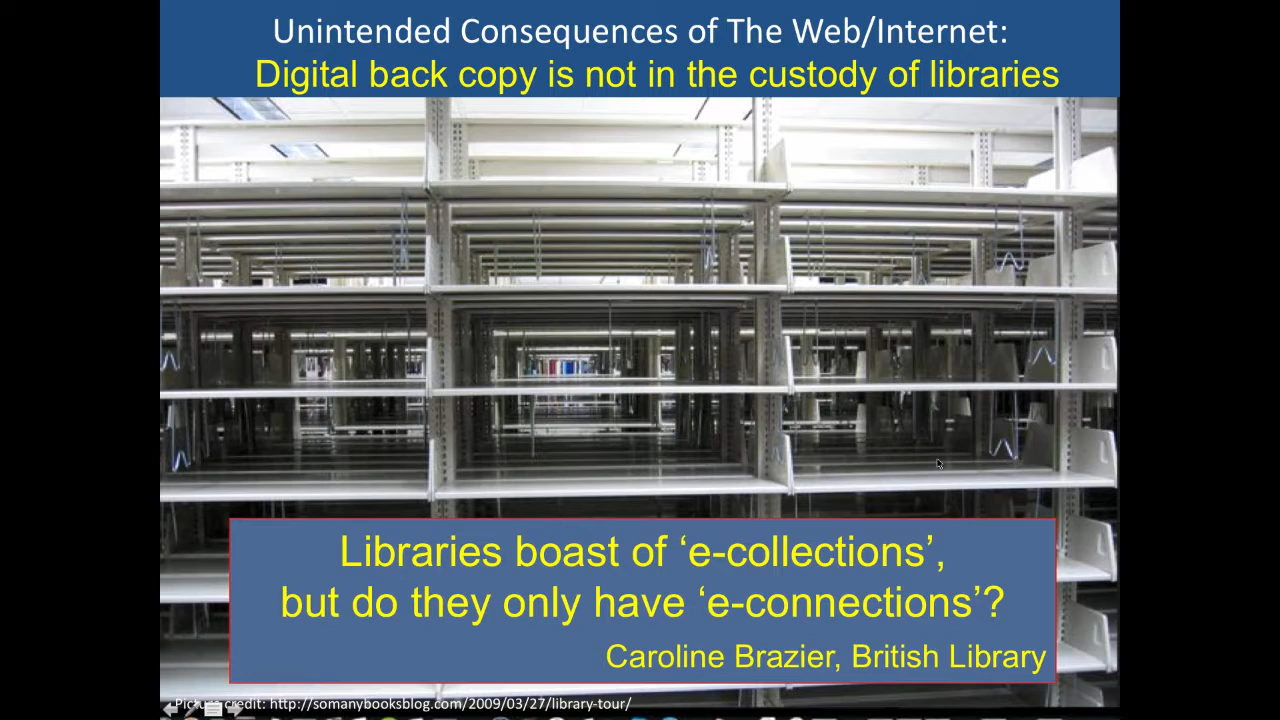 Unintended Consequences of The Web/Internet:
Digital back copy is not in the custody of libraries
Libraries boast of ‘e-collections’,
but do they only have ‘e-connections’?
Caroline Brazier, British Library
Picture credit: http://somanybooksblog.com/2009/03/27/library-tour/